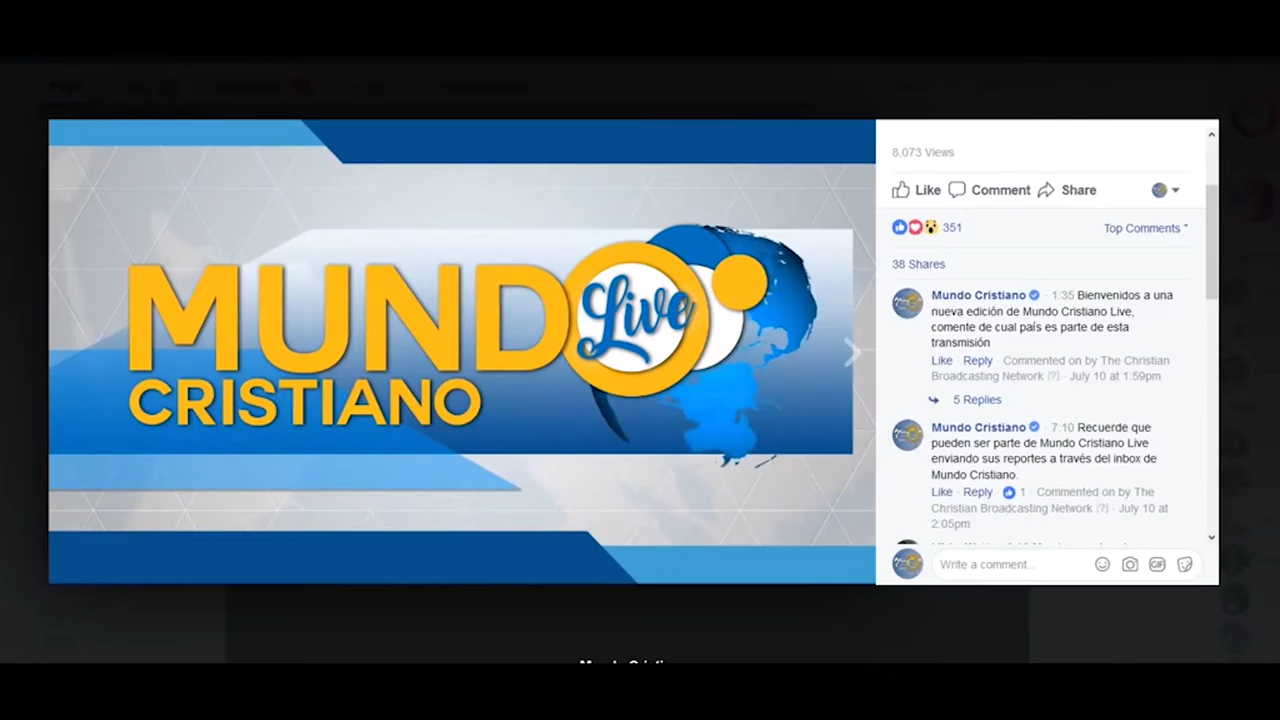 MUNDO
Live
CRISTIANO
8,073 Views
Like Comment Share
351
Top Comments
38 Shares
Mundo Cristiano · 1:35 Bienvenidos a una
nueva edición de Mundo Cristiano Live,
comente de cual país es parte de esta
transmisión
Like · Reply · Commented on by The Christian
Broadcasting Network [?] · July 10 at 1:59pm
5 Replies
Mundo Cristiano · 7:10 Recuerde que
pueden ser parte de Mundo Cristiano Live
enviando sus reportes a través del inbox de
Mundo Cristiano.
Like · Reply · 1 · Commented on by The
Christian Broadcasting Network [?] · July 10 at
2:05pm
Write a comment...
GIF